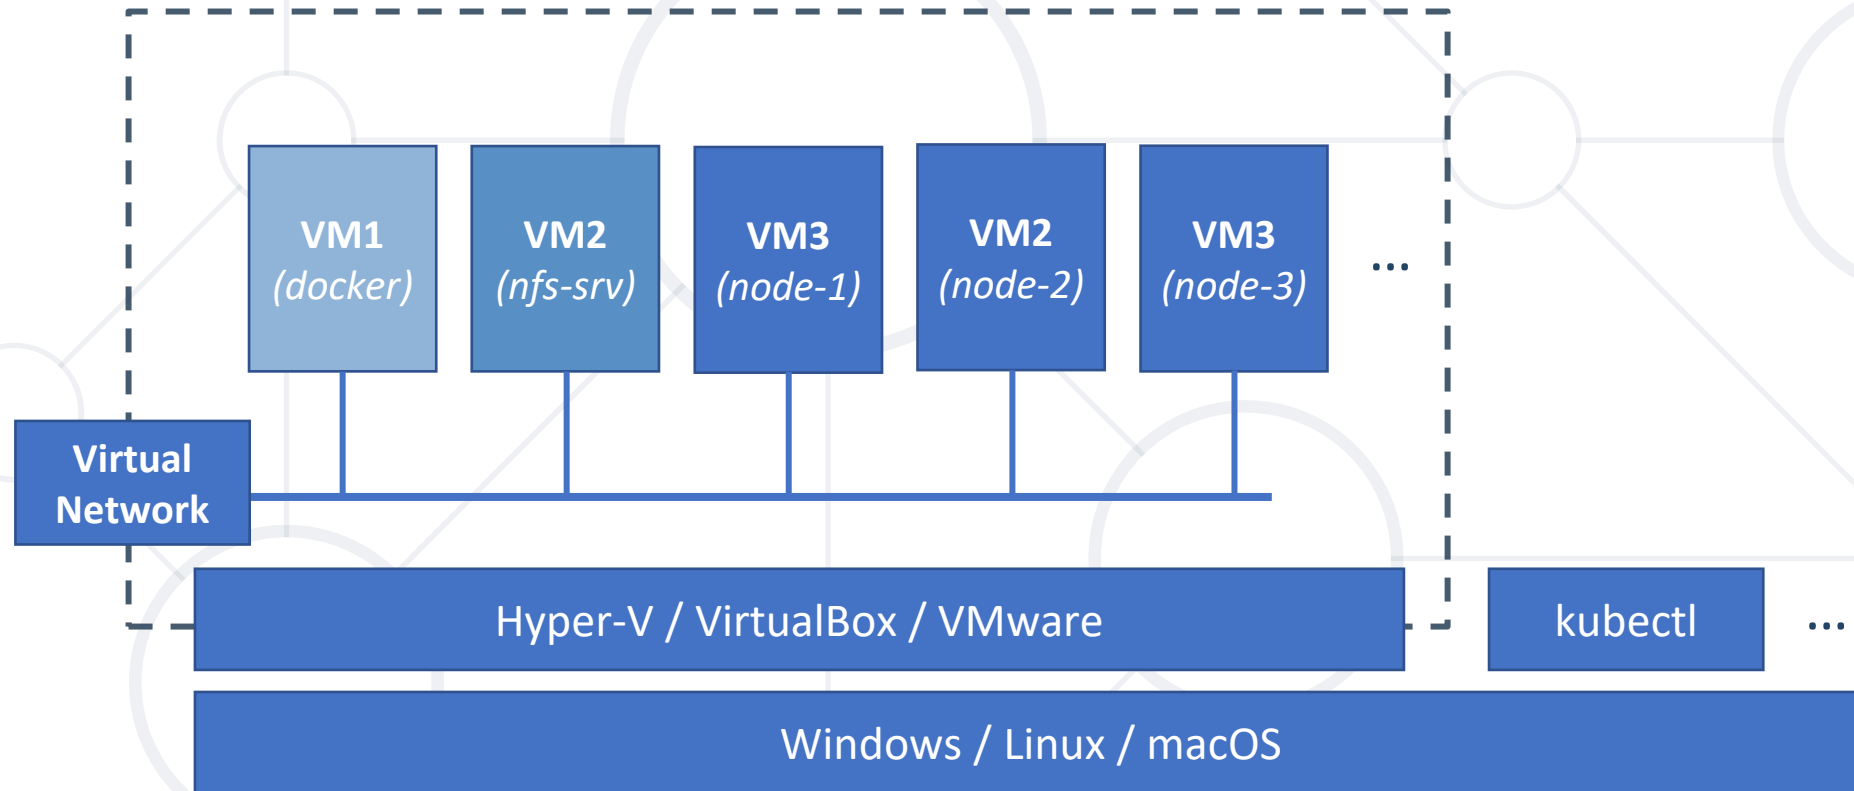 VM1
(docker)
VM2
(nfs-srv)
VM3
(node-1)
VM2
(node-2)
VM3
(node-3)
...
Virtual
Network
Hyper-V / VirtualBox / VMware
kubectl
...
Windows / Linux / macOS